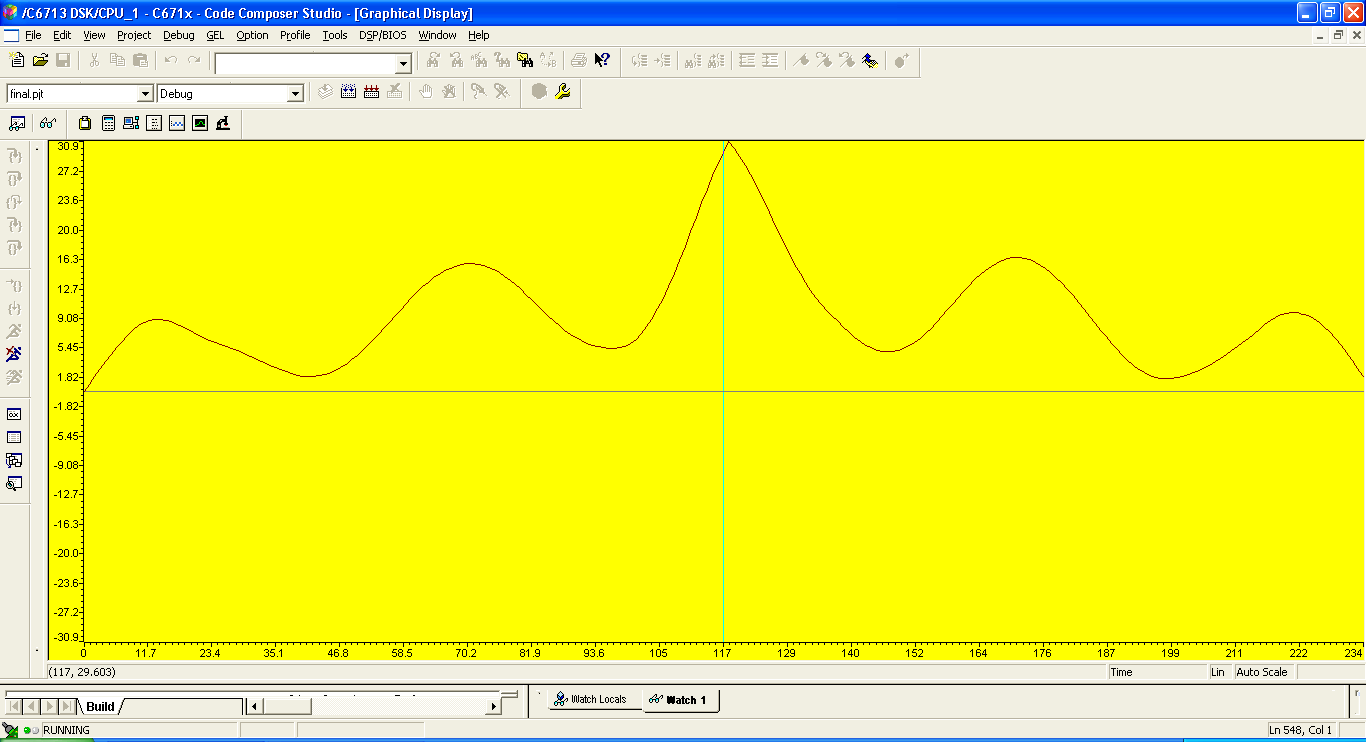 /C6713 DSK/CPU_1 - C671x - Code Composer Studio - [Graphical Display]
File Edit View Project Debug GEL Option Profile Tools DSP/BIOS Window Help
final.pjt Debug
30.9
27.2
23.6
20.0
16.3
12.7
9.08
5.45
1.82
-1.82
-5.45
-9.08
-12.7
-16.3
-20.0
-23.6
-27.2
-30.9
0 11.7 23.4 35.1 46.8 58.5 70.2 81.9 93.6 105 117 129 140 152 164 176 187 199 211 222 234
(117, 29.603) Time Lin Auto Scale
Build Watch Locals Watch 1
RUNNING Ln 548, Col 1